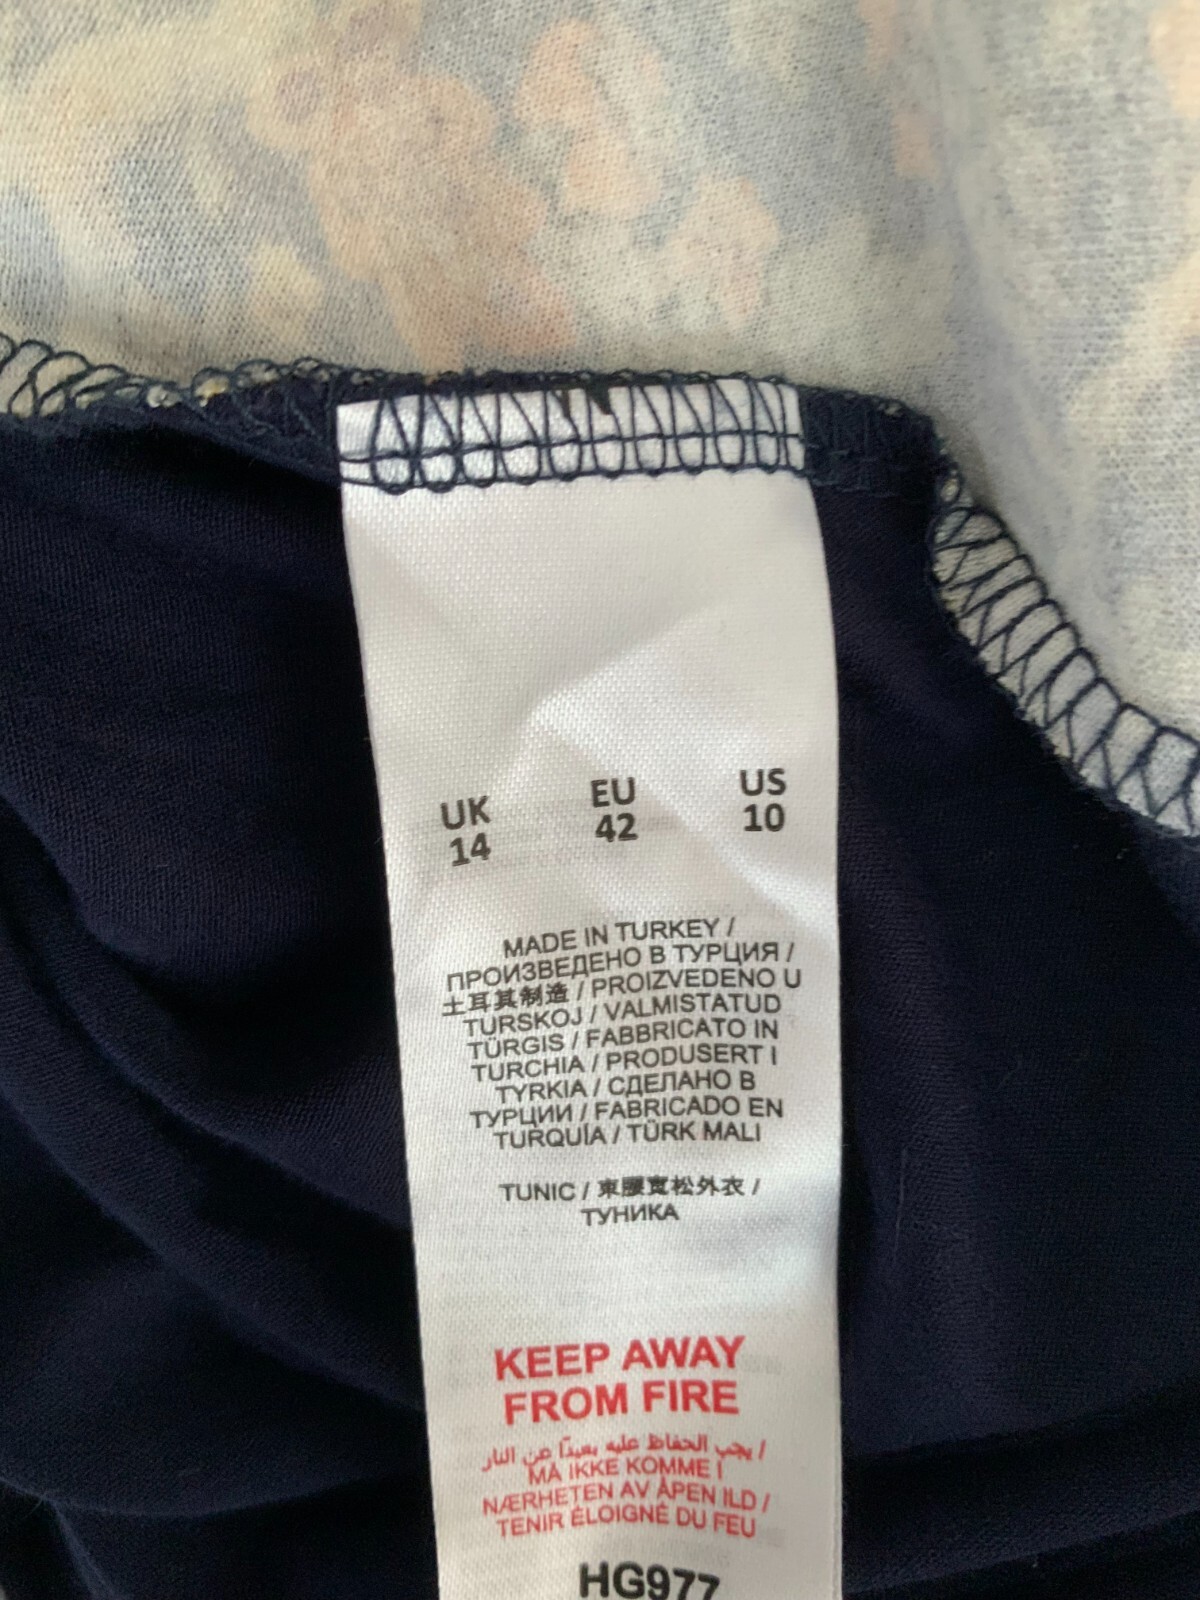 UK EU US
14 42 10
MADE IN TURKEY /
ПРОИЗВЕДЕНО В ТУРЦИЯ /
土耳其制造 / PROIZVEDENO U
TURSKOJ / VALMISTATUD
TÜRGIS / FABBRICATO IN
TURCHIA / PRODUSERT I
TYRKIA / СДЕЛАНО В
ТУРЦИИ / FABRICADO EN
TURQUÍA / TÜRK MALI
TUNIC / 束腰宽松外衣 /
ТУНИКА
KEEP AWAY
FROM FIRE
/ يجب الحفاظ عليه بعيدًا عن النار
MÅ IKKE KOMME I
NÆRHETEN AV ÅPEN ILD /
TENIR ÉLOIGNÉ DU FEU
HG977